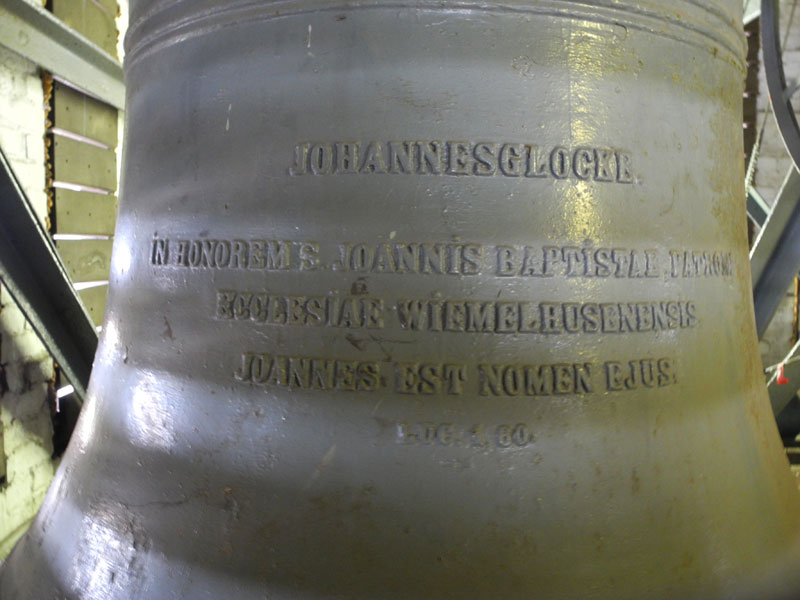 JOHANNESGLOCKE.
IN HONOREM S. JOANNIS BAPTISTAE, PATRONI
ECCLESIAE WIEMELHUSENENSIS
JOANNES EST NOMEN EJUS.
LUC. 1, 60.